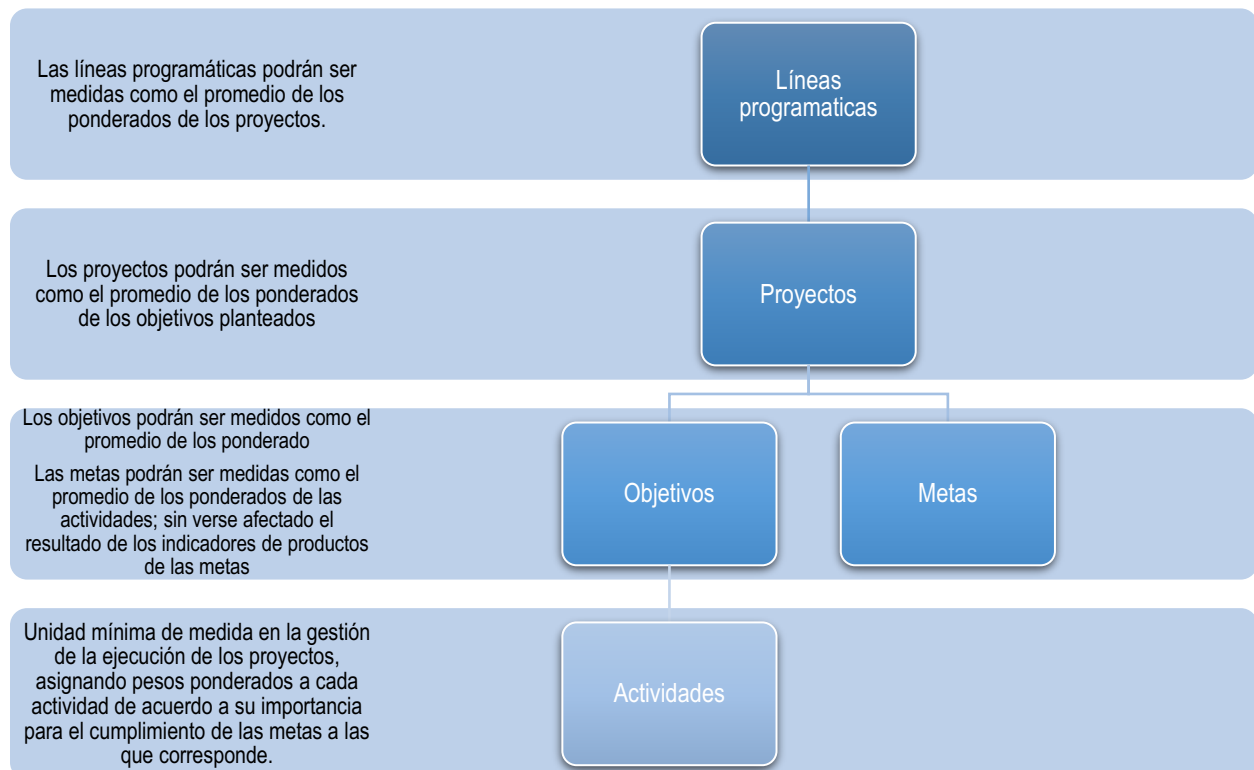 Las líneas programáticas podrán ser
medidas como el promedio de los
ponderados de los proyectos.
Líneas
programaticas
Los proyectos podrán ser medidos
como el promedio de los ponderados
de los objetivos planteados
Proyectos
Los objetivos podrán ser medidos como el
promedio de los ponderado
Las metas podrán ser medidas como el
promedio de los ponderados de las
actividades; sin verse afectado el
resultado de los indicadores de productos
de las metas
Objetivos
Metas
Unidad mínima de medida en la gestión
de la ejecución de los proyectos,
asignando pesos ponderados a cada
actividad de acuerdo a su importancia
para el cumplimiento de las metas a las
que corresponde.
Actividades